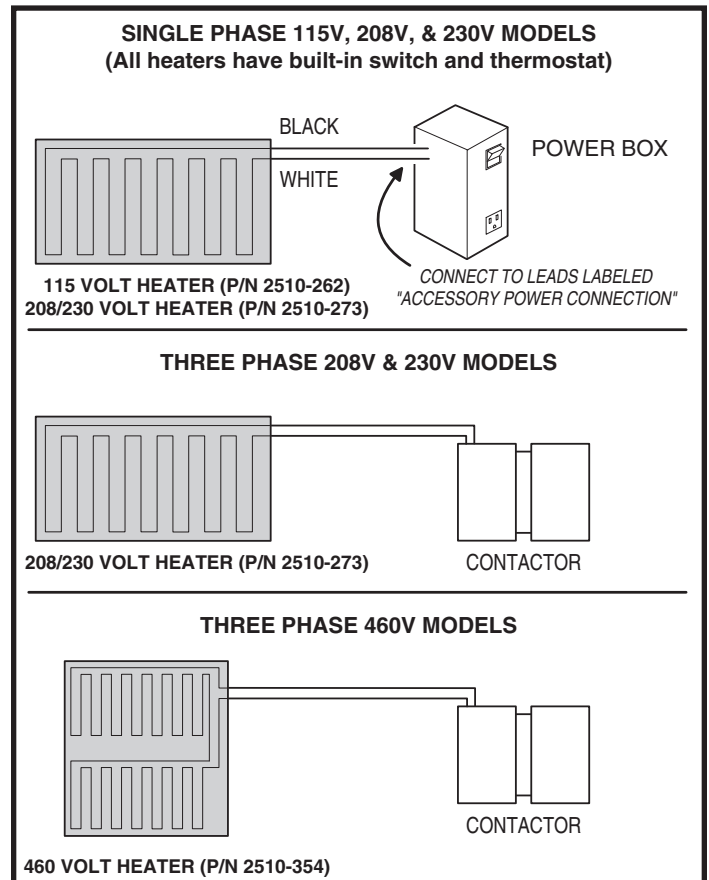 SINGLE PHASE 115V, 208V, & 230V MODELS
(All heaters have built-in switch and thermostat)
BLACK
WHITE
POWER BOX
CONNECT TO LEADS LABELED
"ACCESSORY POWER CONNECTION"
115 VOLT HEATER (P/N 2510-262)
208/230 VOLT HEATER (P/N 2510-273)
THREE PHASE 208V & 230V MODELS
208/230 VOLT HEATER (P/N 2510-273)
CONTACTOR
THREE PHASE 460V MODELS
CONTACTOR
460 VOLT HEATER (P/N 2510-354)